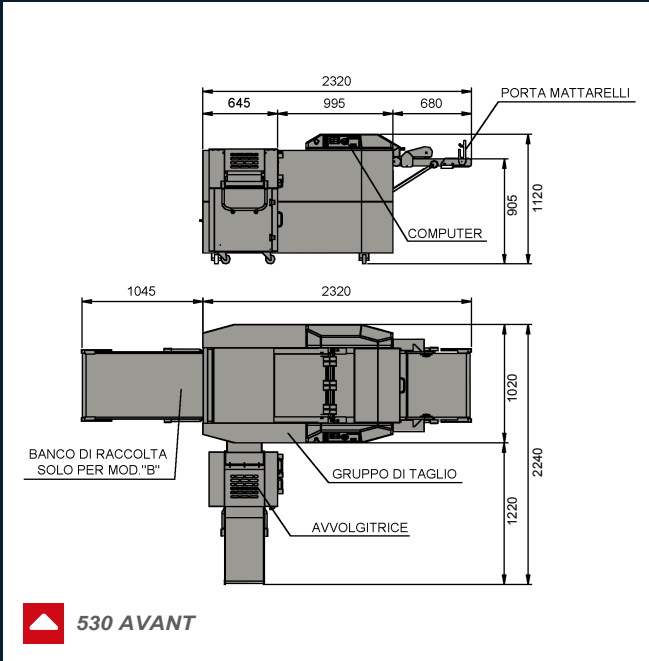 2320
645
995
680
PORTA MATTARELLI
905
1120
COMPUTER
1045
2320
1020
2240
1220
BANCO DI RACCOLTA
SOLO PER MOD."B"
GRUPPO DI TAGLIO
AVVOLGITRICE
530 AVANT